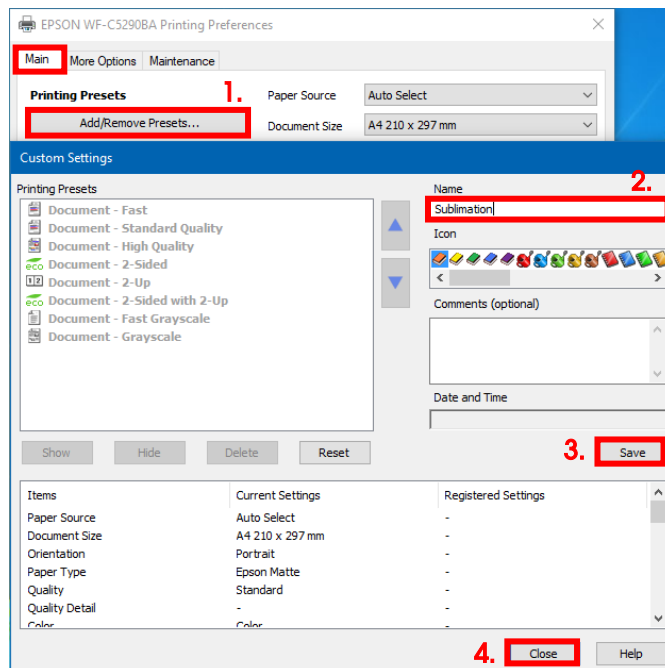 EPSON WF-C5290BA Printing Preferences
Main More Options Maintenance
1.
Printing Presets Paper Source Auto Select
Add/Remove Presets... Document Size A4 210 x 297 mm
Custom Settings
2.
Printing Presets Name
Document - Fast Sublimation
Document - Standard Quality Icon
Document - High Quality
eco Document - 2-Sided
12 Document - 2-Up
eco Document - 2-Sided with 2-Up Comments (optional)
Document - Fast Grayscale
Document - Grayscale
Date and Time
3.
Show Hide Delete Reset Save
Items Current Settings Registered Settings
Paper Source Auto Select -
Document Size A4 210 x 297 mm -
Orientation Portrait -
Paper Type Epson Matte -
Quality Standard -
Quality Detail - -
Color Color -
4. Close Help